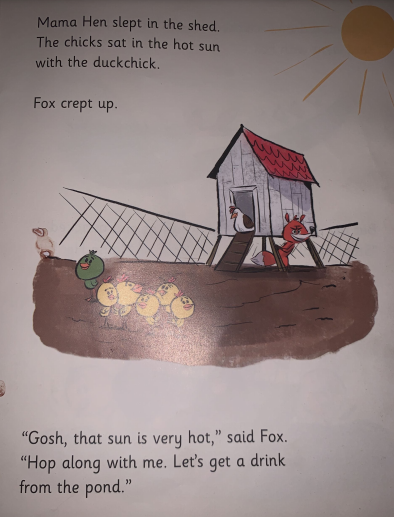 Mama Hen slept in the shed.
The chicks sat in the hot sun
with the duckchick.
Fox crept up.
“Gosh, that sun is very hot,” said Fox.
“Hop along with me. Let’s get a drink
from the pond.”